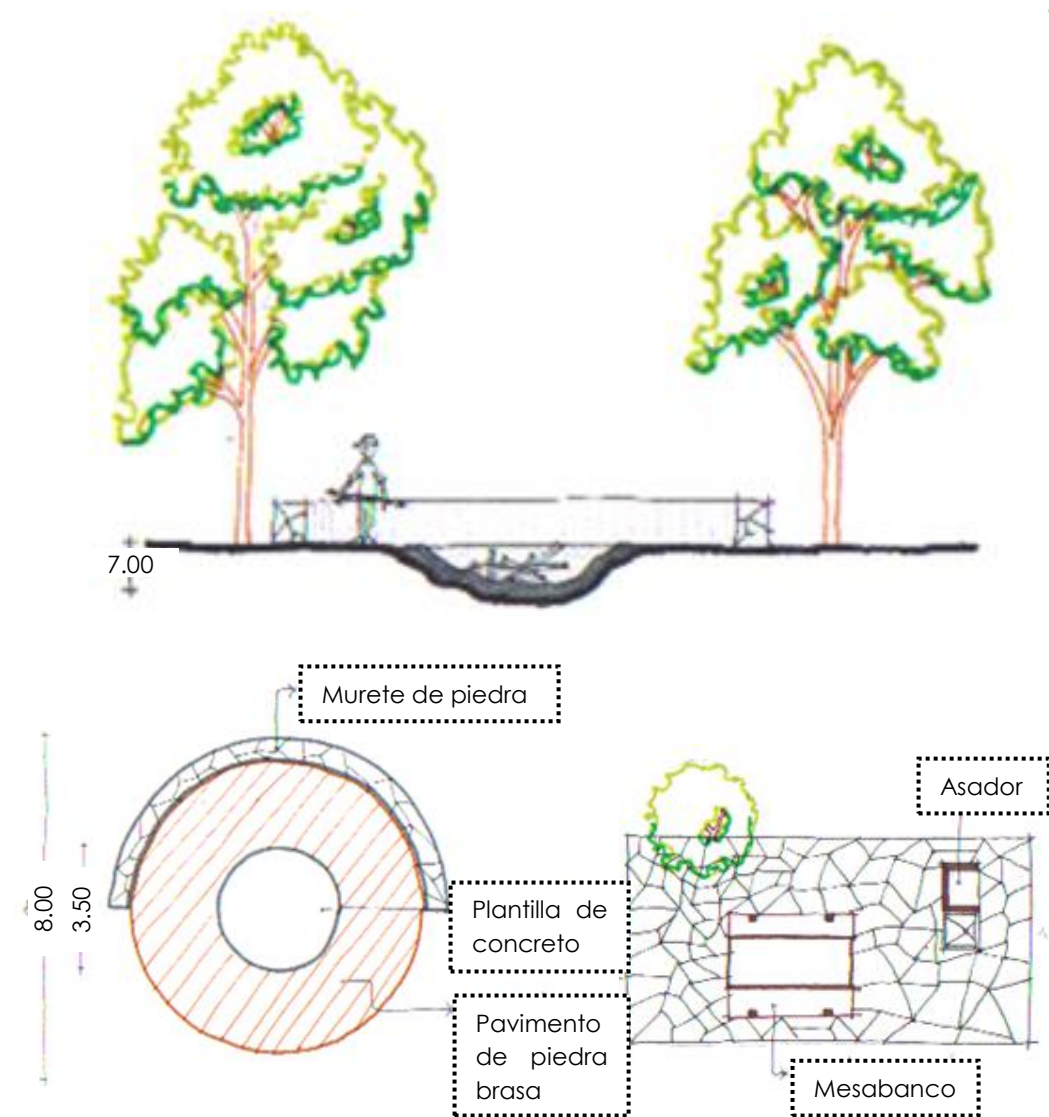 7.00
Murete de piedra
8.00
3.50
Asador
Plantilla de
concreto
Pavimento
de piedra
brasa
Mesabanco